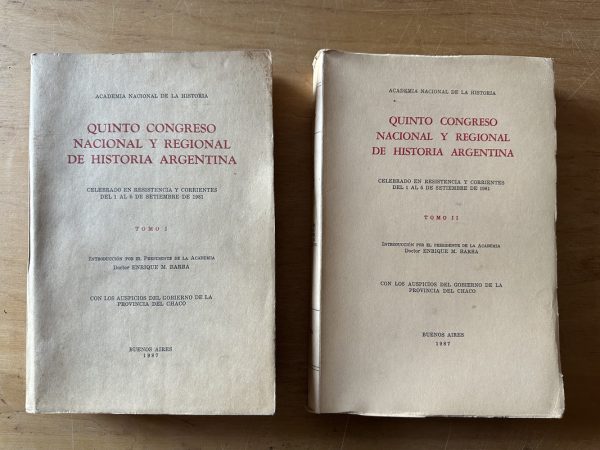 ACADEMIA NACIONAL DE LA HISTORIA
QUINTO CONGRESO
NACIONAL Y REGIONAL
DE HISTORIA ARGENTINA
CELEBRADO EN RESISTENCIA Y CORRIENTES
DEL 1 AL 6 DE SETIEMBRE DE 1981
TOMO I
INTRODUCCIÓN POR EL PRESIDENTE DE LA ACADEMIA
Doctor ENRIQUE M. BARBA
CON LOS AUSPICIOS DEL GOBIERNO DE LA
PROVINCIA DEL CHACO
BUENOS AIRES
1987
ACADEMIA NACIONAL DE LA HISTORIA
QUINTO CONGRESO
NACIONAL Y REGIONAL
DE HISTORIA ARGENTINA
CELEBRADO EN RESISTENCIA Y CORRIENTES
DEL 1 AL 6 DE SETIEMBRE DE 1981
TOMO II
INTRODUCCIÓN POR EL PRESIDENTE DE LA ACADEMIA
Doctor ENRIQUE M. BARBA
CON LOS AUSPICIOS DEL GOBIERNO DE LA
PROVINCIA DEL CHACO
BUENOS AIRES
1987